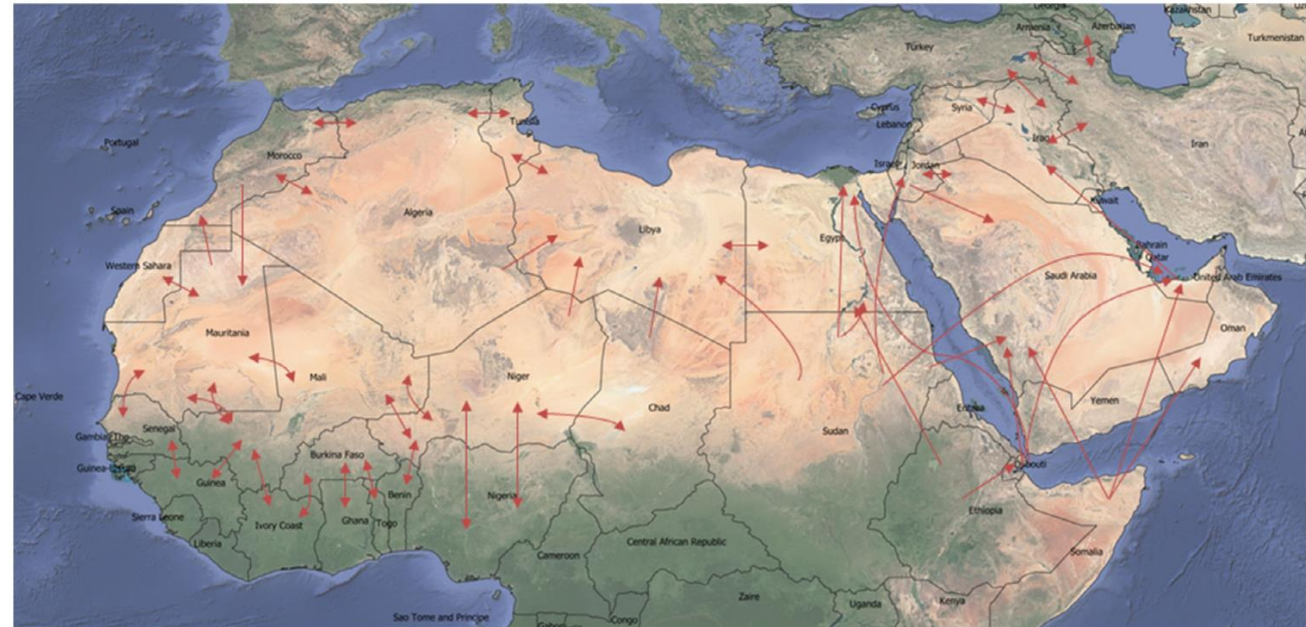 Georgia
Kazakhstan
Armenia
Azerbaijan
Turkey
Turkmenistan
Portugal
Tunisia
Cyprus
Syria
Lebanon
Iraq
Iran
Morocco
Israel
Jordan
Spain
Algeria
Kuwait
Libya
Egypt
Bahrain
Qatar
Western Sahara
Saudi Arabia
United Arab Emirates
Mauritania
Oman
Mali
Niger
Cape Verde
Chad
Yemen
Eritrea
Senegal
Sudan
Gambia, The
Burkina Faso
Djibouti
Guinea-Bissau
Guinea
Benin
Nigeria
Ethiopia
Sierra Leone
Ivory Coast
Ghana
Togo
Liberia
Central African Republic
Somalia
Cameroon
Zaire
Uganda
Kenya
Sao Tome and Principe
Gabon
Congo